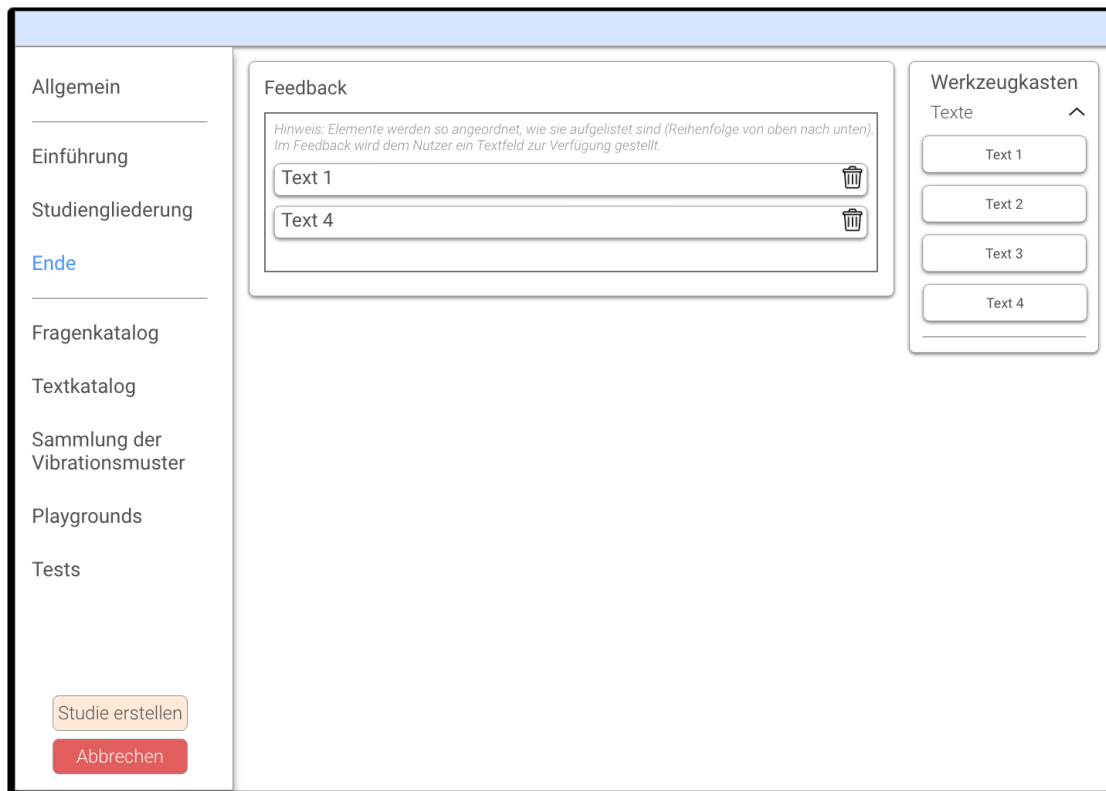 Allgemein
Einführung
Studiengliederung
Ende
Fragenkatalog
Textkatalog
Sammlung der
Vibrationsmuster
Playgrounds
Tests
Studie erstellen
Abbrechen
Feedback
Hinweis: Elemente werden so angeordnet, wie sie aufgelistet sind (Reihenfolge von oben nach unten).
Im Feedback wird dem Nutzer ein Textfeld zur Verfügung gestellt.
Text 1
Text 4
Werkzeugkasten
Texte
Text 1
Text 2
Text 3
Text 4